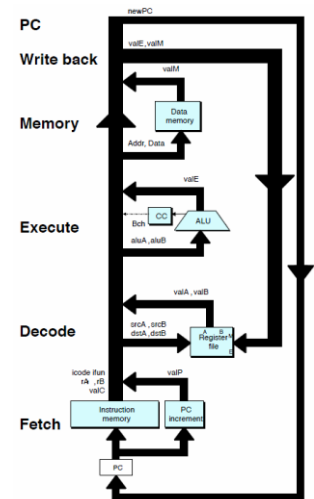 newPC
PC
valE, valM
Write back
valM
Data
memory
Memory
Addr, Data
valE
CC
ALU
Execute
Bch
aluA, aluB
valA, valB
srcA, srcB
dstA, dstB
A B
M
Register
file
E
Decode
icode ifun
rA , rB
valC
valP
Instruction
memory
PC
increment
Fetch
PC